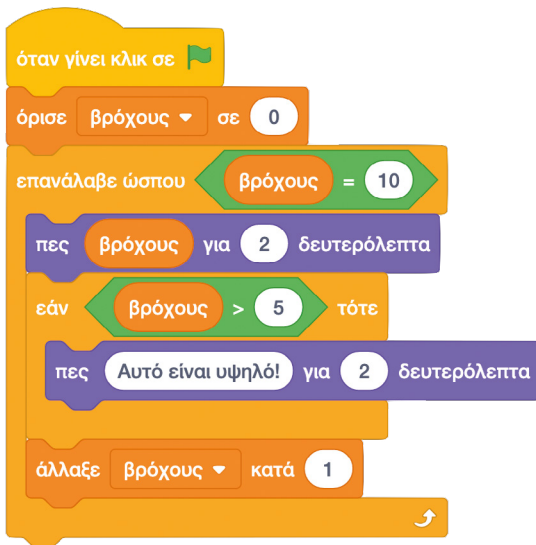 όταν γίνει κλικ σε
όρισε βρόχους σε 0
επανάλαβε ώσπου βρόχους = 10
πες βρόχους για 2 δευτερόλεπτα
εάν βρόχους > 5 τότε
πες Αυτό είναι υψηλό! για 2 δευτερόλεπτα
άλλαξε βρόχους κατά 1